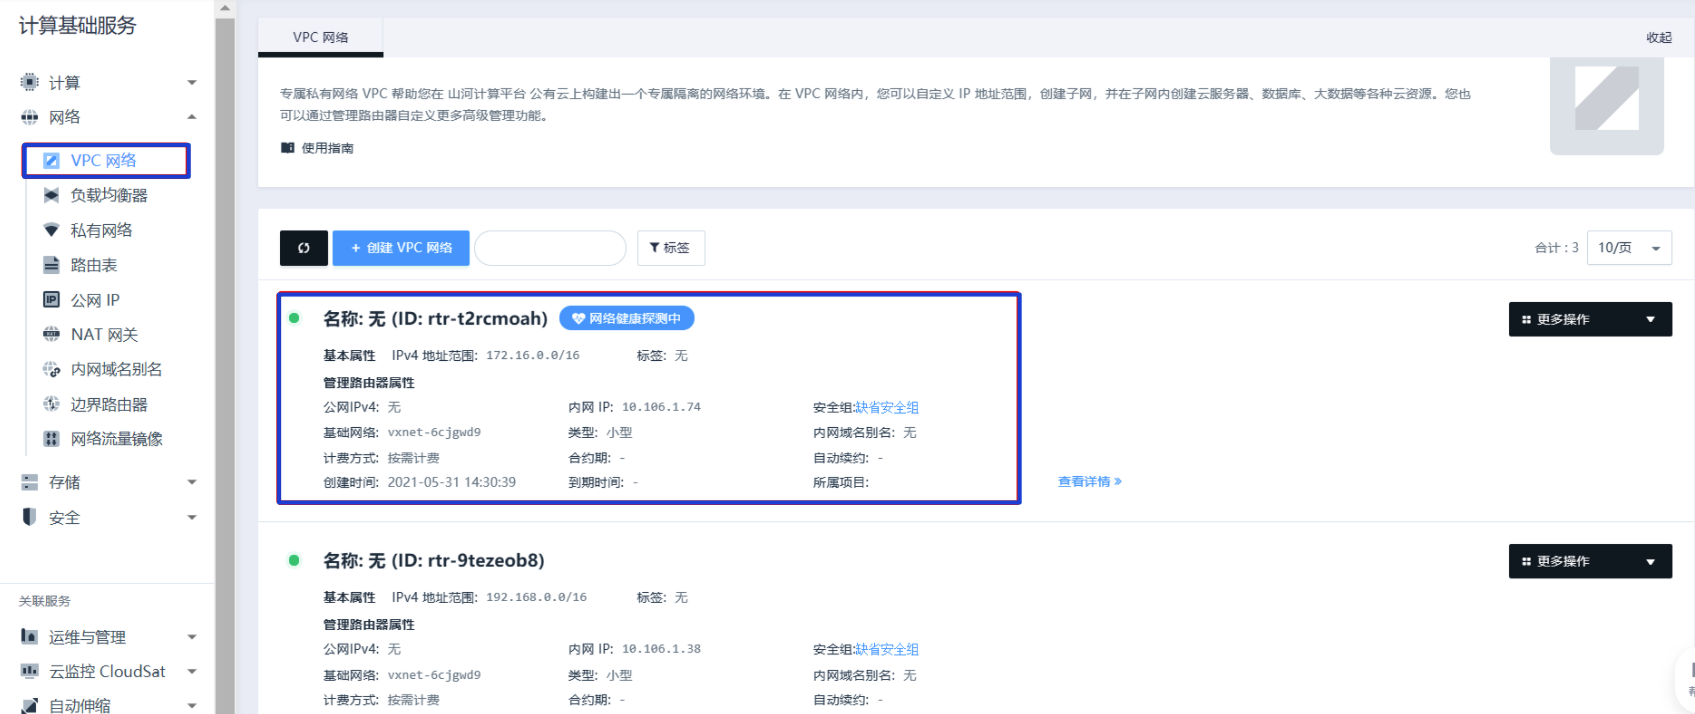 计算基础服务
计算
网络
VPC 网络
负载均衡器
私有网络
路由表
公网 IP
NAT 网关
内网域名别名
边界路由器
网络流量镜像
存储
安全
关联服务
运维与管理
云监控 CloudSat
自动伸缩
VPC 网络
收起
专属私有网络 VPC 帮助您在 山河计算平台 公有云上构建出一个专属隔离的网络环境。在 VPC 网络内，您可以自定义 IP 地址范围，创建子网，并在子网内创建云服务器、数据库、大数据等各种云资源。您也
可以通过管理路由器自定义更多高级管理功能。
使用指南
+ 创建 VPC 网络
标签
合计 : 3
10/页
名称: 无 (ID: rtr-t2rcmoah) 网络健康探测中
更多操作
基本属性 IPv4 地址范围: 172.16.0.0/16 标签: 无
管理路由器属性
公网IPv4: 无 内网 IP: 10.106.1.74 安全组:缺省安全组
基础网络: vxnet-6cjgwd9 类型: 小型 内网域名别名: 无
计费方式: 按需计费 合约期: - 自动续约: -
创建时间: 2021-05-31 14:30:39 到期时间: - 所属项目:
查看详情 »
名称: 无 (ID: rtr-9tezeob8)
更多操作
基本属性 IPv4 地址范围: 192.168.0.0/16 标签: 无
管理路由器属性
公网IPv4: 无 内网 IP: 10.106.1.38 安全组:缺省安全组
基础网络: vxnet-6cjgwd9 类型: 小型 内网域名别名: 无
计费方式: 按需计费 合约期: - 自动续约: -